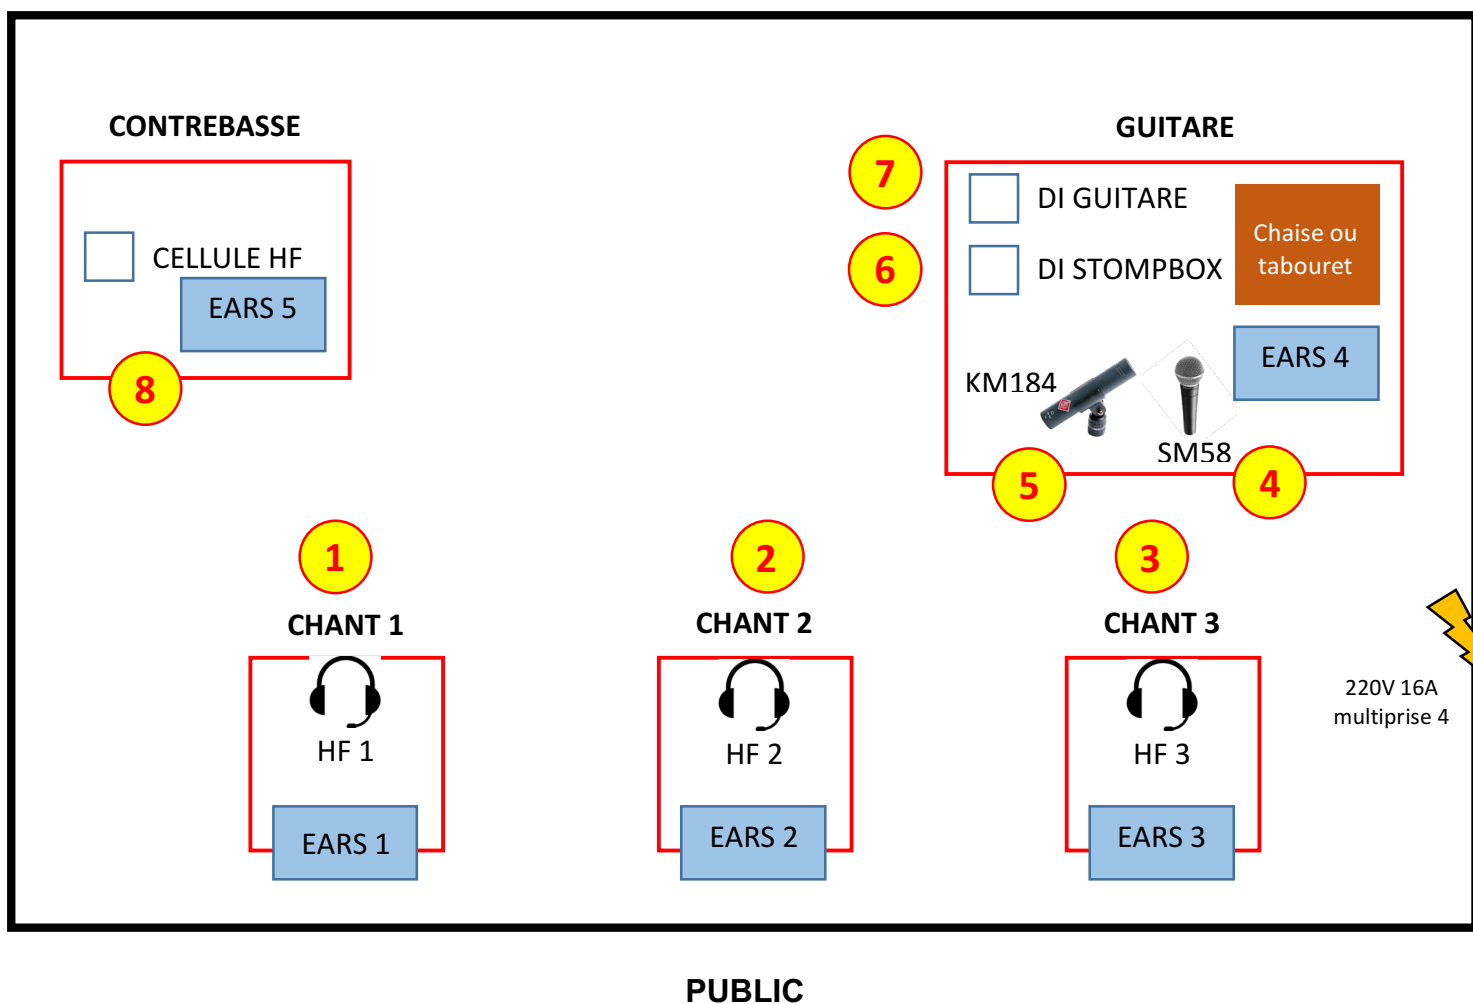 CONTREBASSE
GUITARE
7
DI GUITARE
Chaise ou
tabouret
6
DI STOMPBOX
CELLULE HF
EARS 5
8
EARS 4
KM184
SM58
5
4
1
2
3
CHANT 1
CHANT 2
CHANT 3
HF 1
HF 2
HF 3
220V 16A
multiprise 4
EARS 1
EARS 2
EARS 3
PUBLIC